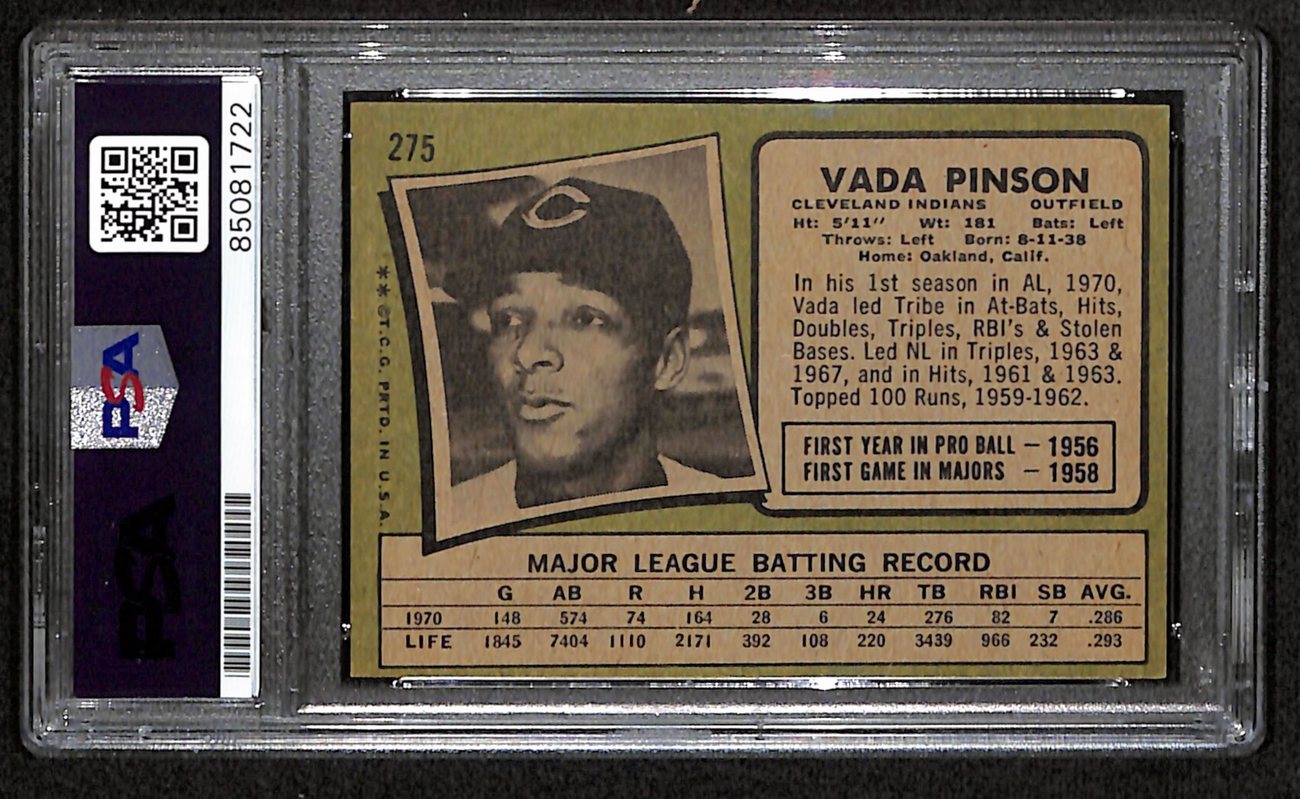 85081722
PSA
PSA
275
**©T.C.G. PRTD. IN U.S.A.
VADA PINSON
CLEVELAND INDIANS OUTFIELD
Ht: 5'11" Wt: 181 Bats: Left
Throws: Left Born: 8-11-38
Home: Oakland, Calif.
In his 1st season in AL, 1970,
Vada led Tribe in At-Bats, Hits,
Doubles, Triples, RBI's & Stolen
Bases. Led NL in Triples, 1963 &
1967, and in Hits, 1961 & 1963.
Topped 100 Runs, 1959-1962.
FIRST YEAR IN PRO BALL — 1956
FIRST GAME IN MAJORS — 1958
MAJOR LEAGUE BATTING RECORD
G AB R H 2B 3B HR TB RBI SB AVG.
1970 148 574 74 164 28 6 24 276 82 7 .286
LIFE 1845 7404 1110 2171 392 108 220 3439 966 232 .293